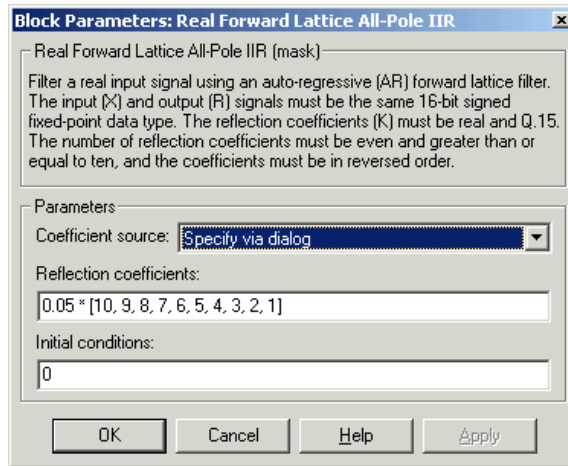 Block Parameters: Real Forward Lattice All-Pole IIR
Real Forward Lattice All-Pole IIR (mask)
Filter a real input signal using an auto-regressive (AR) forward lattice filter.
The input (X) and output (R) signals must be the same 16-bit signed
fixed-point data type. The reflection coefficients (K) must be real and Q.15.
The number of reflection coefficients must be even and greater than or
equal to ten, and the coefficients must be in reversed order.
Parameters
Coefficient source: Specify via dialog
Reflection coefficients:
0.05 * [10, 9, 8, 7, 6, 5, 4, 3, 2, 1]
Initial conditions:
0
OK Cancel Help Apply